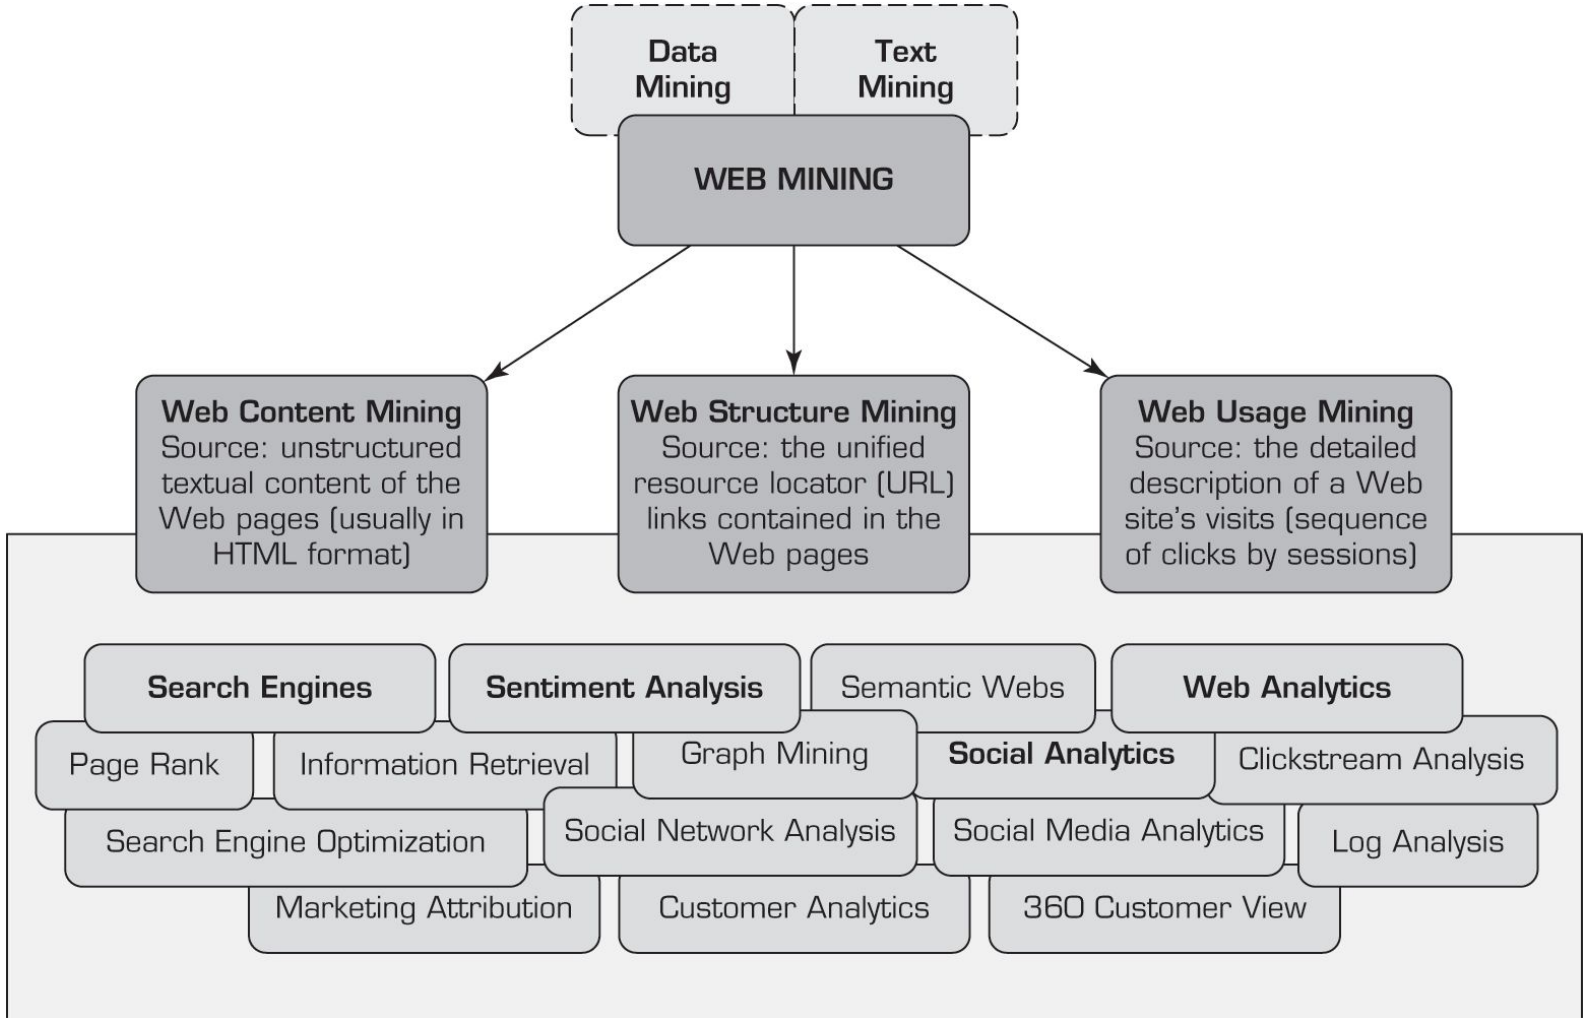 Data
Mining
Text
Mining
WEB MINING
Web Content Mining
Source: unstructured
textual content of the
Web pages (usually in
HTML format)
Web Structure Mining
Source: the unified
resource locator (URL)
links contained in the
Web pages
Web Usage Mining
Source: the detailed
description of a Web
site's visits (sequence
of clicks by sessions)
Search Engines
Sentiment Analysis
Semantic Webs
Web Analytics
Page Rank
Information Retrieval
Graph Mining
Social Analytics
Clickstream Analysis
Search Engine Optimization
Social Network Analysis
Social Media Analytics
Log Analysis
Marketing Attribution
Customer Analytics
360 Customer View